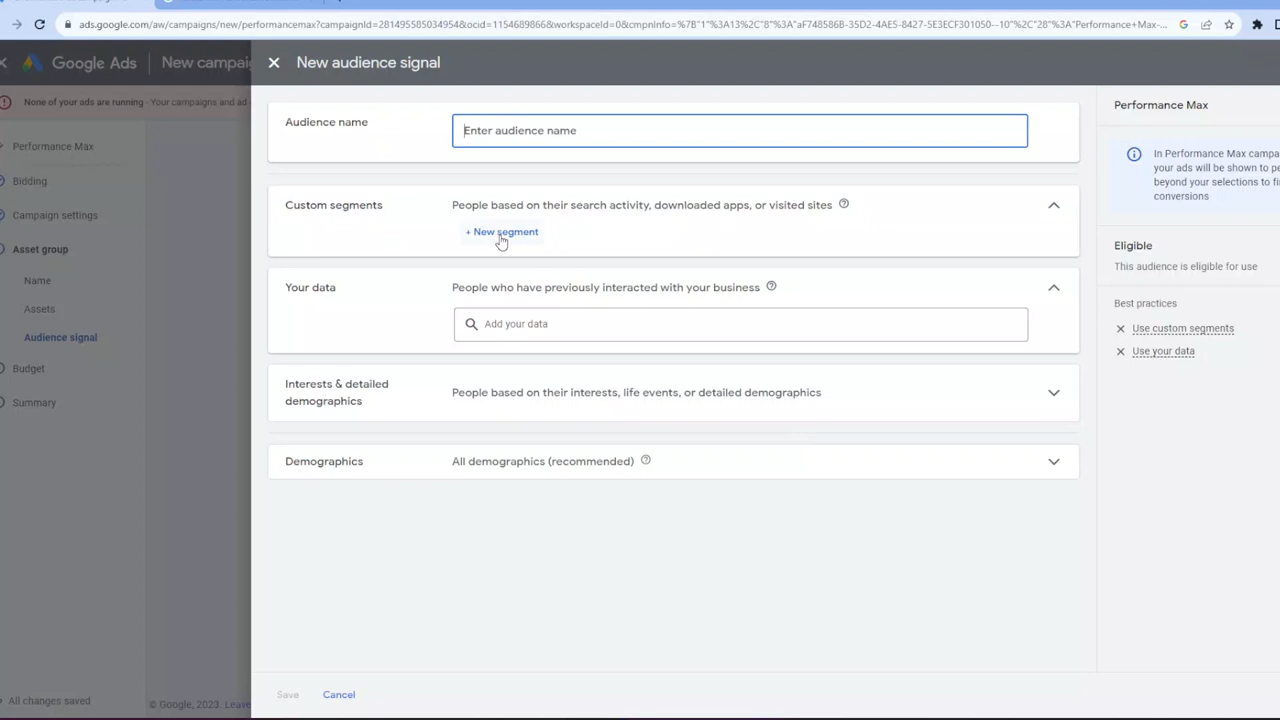 ads.google.com/aw/campaigns/new/performancemax?campaignId=281495585034954&ocid=1154689866&workspaceId=0&cmpnInfo=%7B"1"%3A13%2C"8"%3A"aF748586B-35D2-4AE5-8427-5E3ECF301050--10"%2C"28"%3A"Performance+Max-...
Google Ads
New campaig
New audience signal
None of your ads are running - Your campaigns and ad
Performance Max
Bidding
Campaign settings
Asset group
Name
Assets
Audience signal
Budget
Summary
All changes saved
© Google, 2023. Leave
Audience name
Enter audience name
Custom segments
People based on their search activity, downloaded apps, or visited sites
+ New segment
Your data
People who have previously interacted with your business
Add your data
Interests & detailed
demographics
People based on their interests, life events, or detailed demographics
Demographics
All demographics (recommended)
Save
Cancel
Performance Max
In Performance Max campa
your ads will be shown to pe
beyond your selections to fi
conversions
Eligible
This audience is eligible for use
Best practices
Use custom segments
Use your data